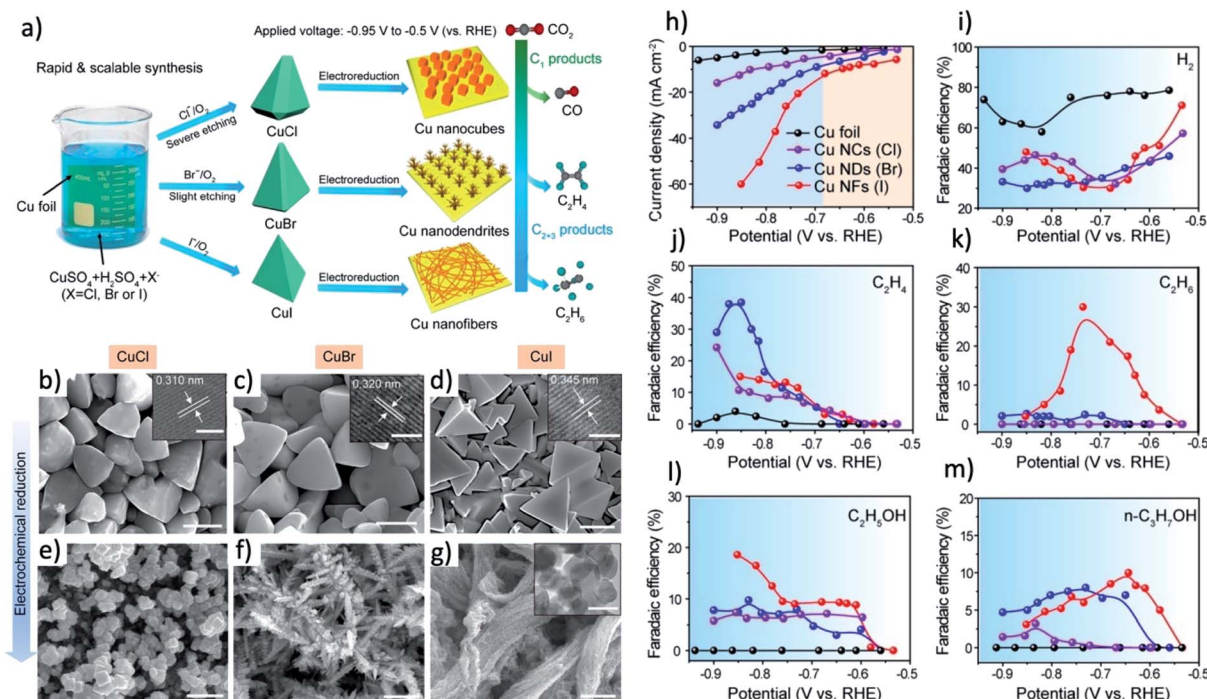 a)
Applied voltage: -0.95 V to -0.5 V (vs. RHE)
CO₂
Rapid & scalable synthesis
C₁ products
Electroreduction
Cl⁻/O₂
Severe etching
CuCl
Cu nanocubes
CO
Br⁻/O₂
Slight etching
Electroreduction
CuBr
Cu nanodendrites
C₂H₄
Cu foil
C₂₊₃ products
I⁻/O₂
Electroreduction
CuSO₄+H₂SO₄+X⁻
(X=Cl, Br or I)
CuI
Cu nanofibers
C₂H₆
CuCl
CuBr
CuI
b)
0.310 nm
c)
0.320 nm
d)
0.345 nm
Electrochemical reduction
e)
f)
g)
h)
Current density (mA cm⁻²)
0
-20
-40
-60
Cu foil
Cu NCs (Cl)
Cu NDs (Br)
Cu NFs (I)
-0.9 -0.8 -0.7 -0.6 -0.5
Potential (V vs. RHE)
i)
H₂
Faradaic efficiency (%)
100
80
60
40
20
-0.9 -0.8 -0.7 -0.6 -0.5
Potential (V vs. RHE)
j)
C₂H₄
Faradaic efficiency (%)
50
40
30
20
10
0
-0.9 -0.8 -0.7 -0.6 -0.5
Potential (V vs. RHE)
k)
C₂H₆
Faradaic efficiency (%)
40
30
20
10
0
-0.9 -0.8 -0.7 -0.6 -0.5
Potential (V vs. RHE)
l)
C₂H₅OH
Faradaic efficiency (%)
30
20
10
0
-0.9 -0.8 -0.7 -0.6 -0.5
Potential (V vs. RHE)
m)
n-C₃H₇OH
Faradaic efficiency (%)
20
15
10
5
0
-0.9 -0.8 -0.7 -0.6 -0.5
Potential (V vs. RHE)